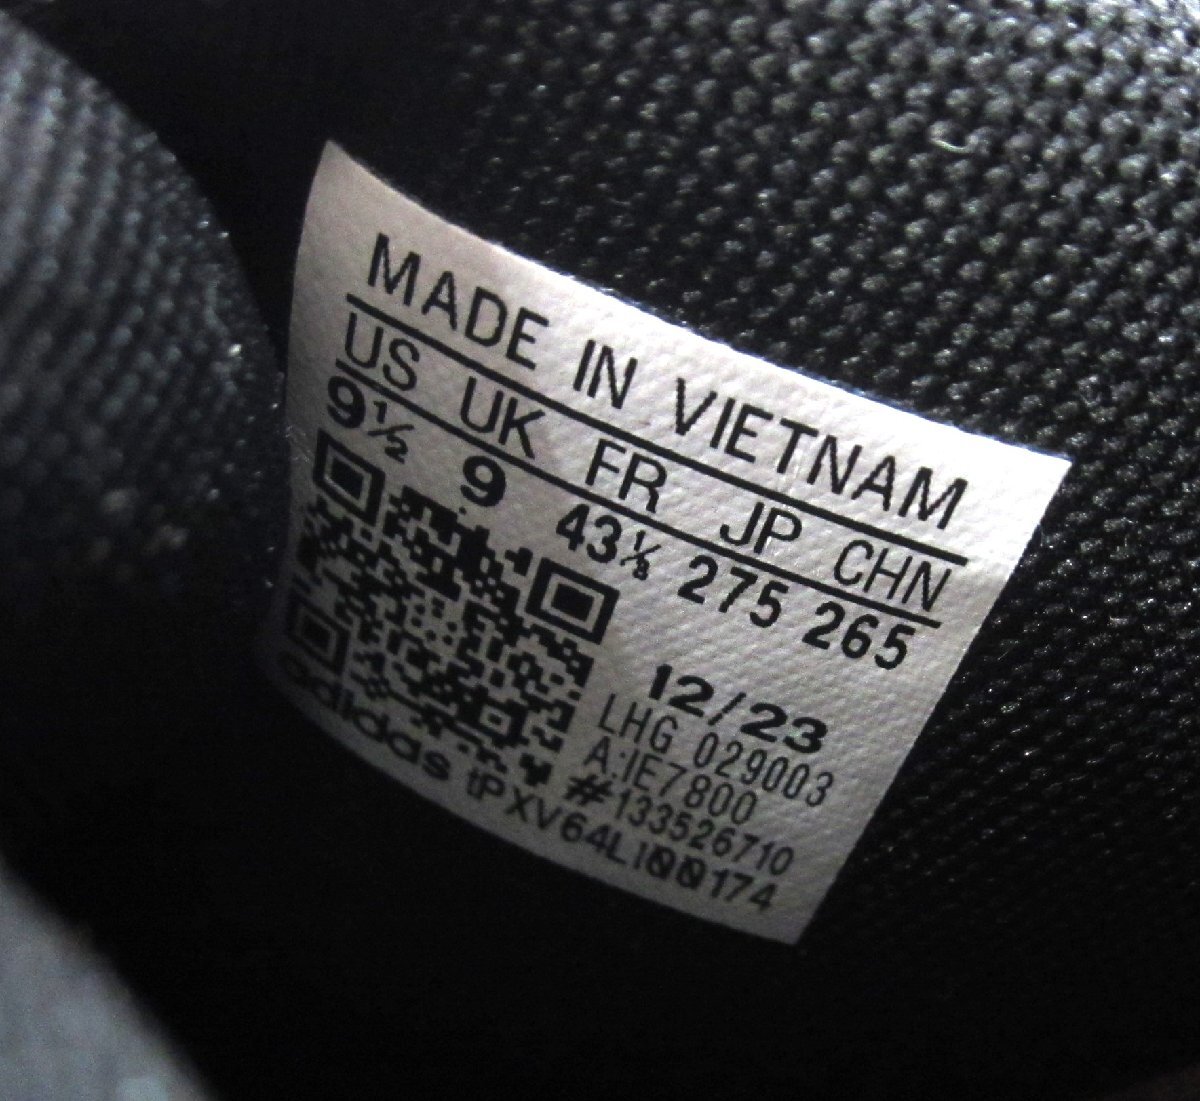 MADE IN VIETNAM
US UK FR JP CHN
9½ 9 43⅓ 275 265
12/23
LHG 029003
A:IE7800
#133526710
adidas tPXV64L100174